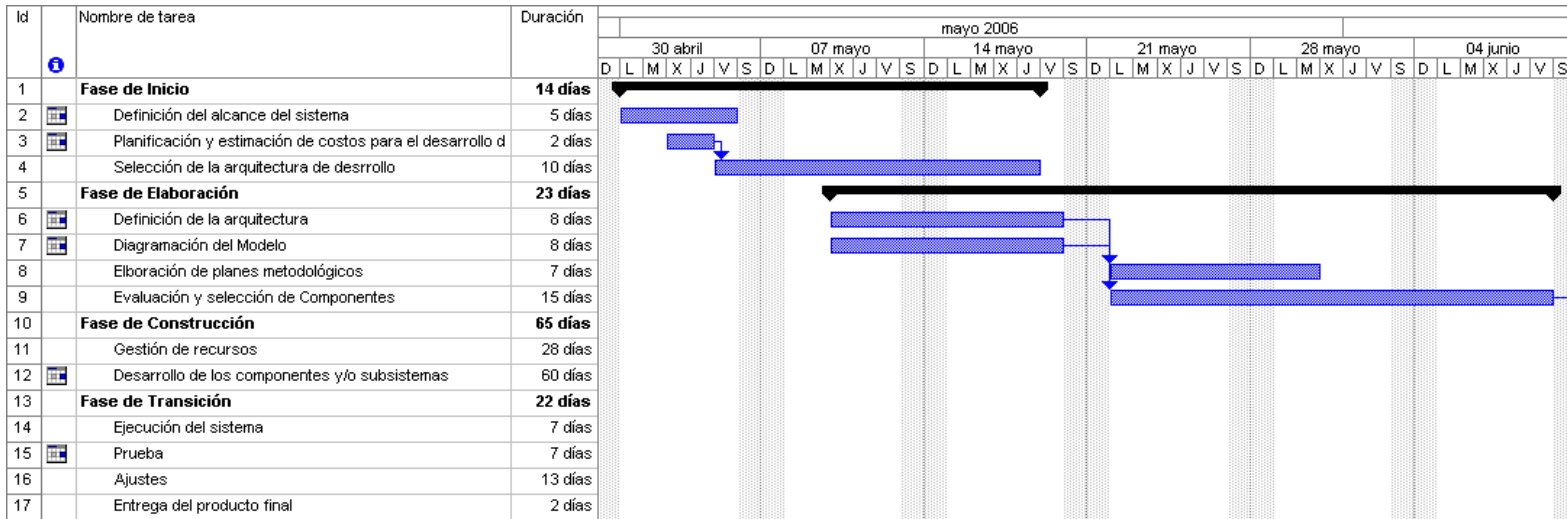 Id Nombre de tarea Duración
mayo 2006
30 abril 07 mayo 14 mayo 21 mayo 28 mayo 04 junio
D L M X J V S D L M X J V S D L M X J V S D L M X J V S D L M X J V S D L M X J V S
1 Fase de Inicio 14 días
2 Definición del alcance del sistema 5 días
3 Planificación y estimación de costos para el desarrollo d 2 días
4 Selección de la arquitectura de desrrollo 10 días
5 Fase de Elaboración 23 días
6 Definición de la arquitectura 8 días
7 Diagramación del Modelo 8 días
8 Elboración de planes metodológicos 7 días
9 Evaluación y selección de Componentes 15 días
10 Fase de Construcción 65 días
11 Gestión de recursos 28 días
12 Desarrollo de los componentes y/o subsistemas 60 días
13 Fase de Transición 22 días
14 Ejecución del sistema 7 días
15 Prueba 7 días
16 Ajustes 13 días
17 Entrega del producto final 2 días